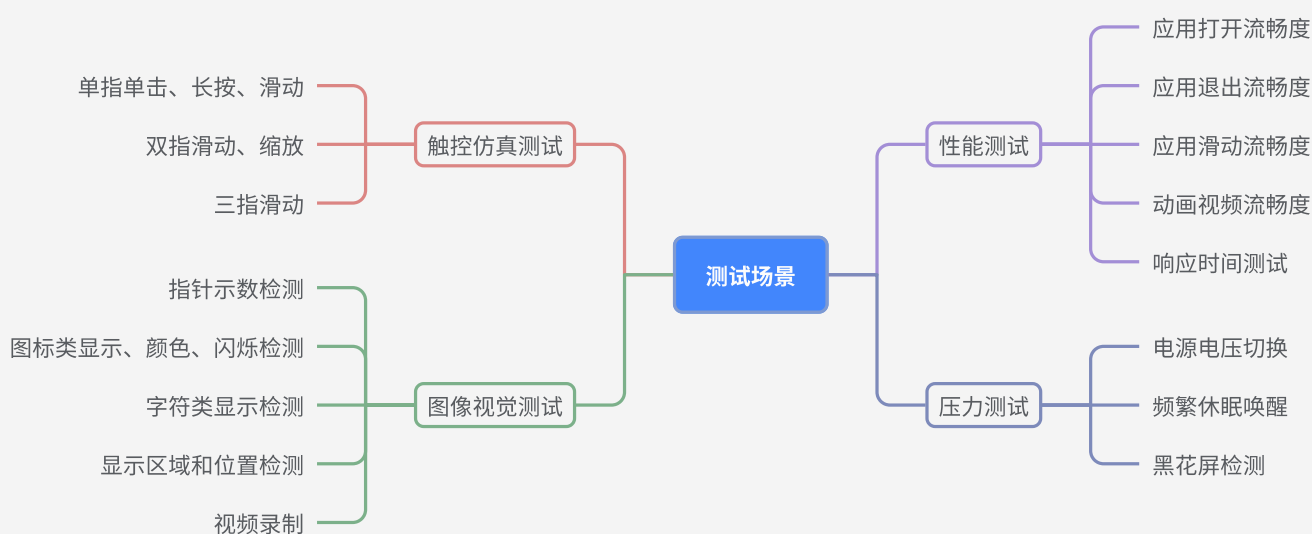 测试场景
触控仿真测试
单指单击、长按、滑动
双指滑动、缩放
三指滑动
图像视觉测试
指针示数检测
图标类显示、颜色、闪烁检测
字符类显示检测
显示区域和位置检测
视频录制
性能测试
应用打开流畅度
应用退出流畅度
应用滑动流畅度
动画视频流畅度
响应时间测试
压力测试
电源电压切换
频繁休眠唤醒
黑花屏检测